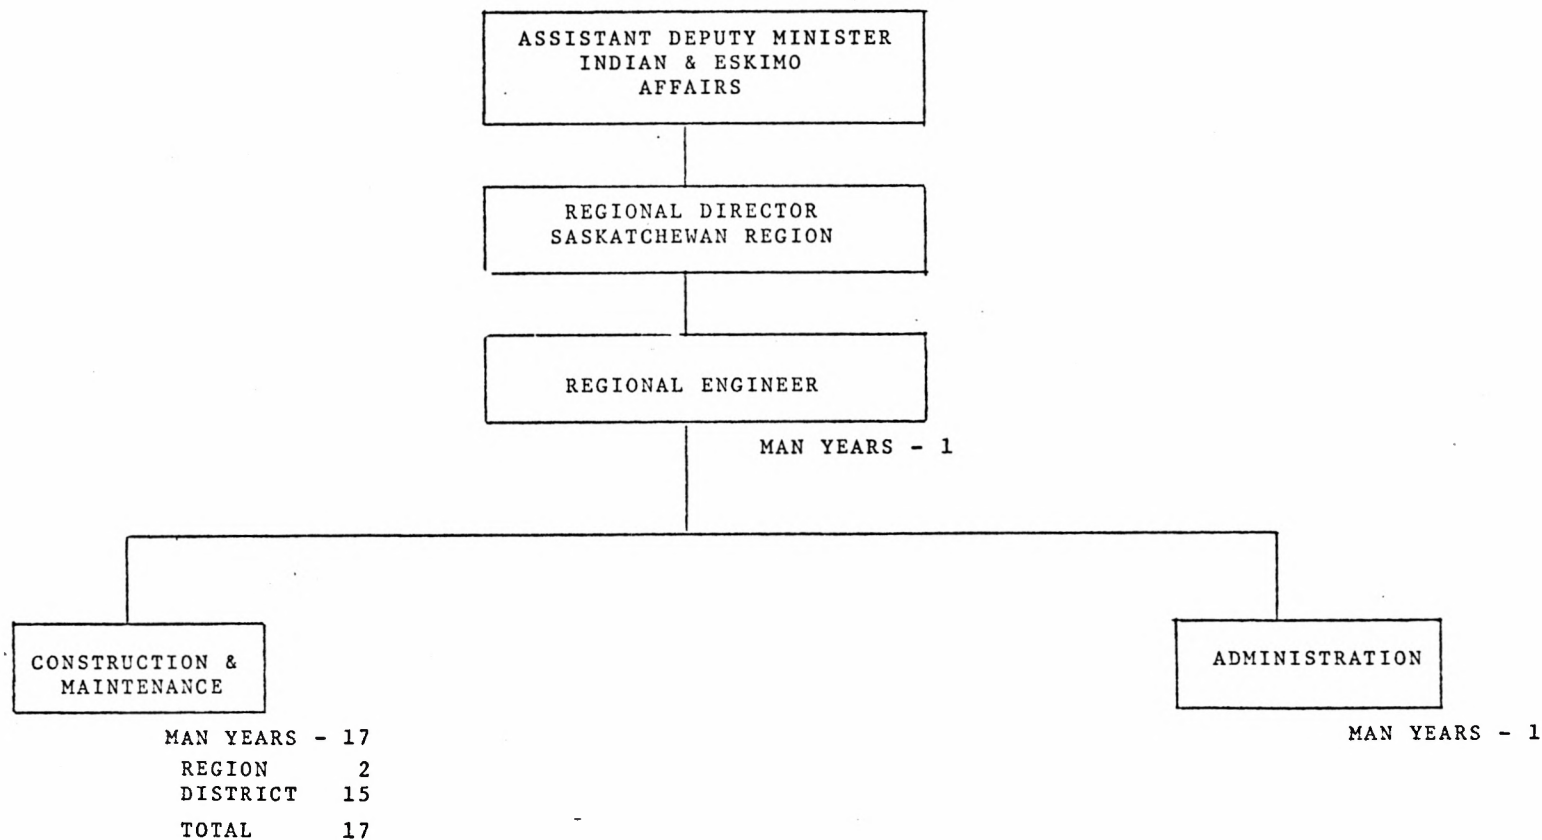 ASSISTANT DEPUTY MINISTER
INDIAN & ESKIMO
AFFAIRS
REGIONAL DIRECTOR
SASKATCHEWAN REGION
REGIONAL ENGINEER
MAN YEARS - 1
CONSTRUCTION &
MAINTENANCE
MAN YEARS - 17
REGION 2
DISTRICT 15
TOTAL 17
ADMINISTRATION
MAN YEARS - 1